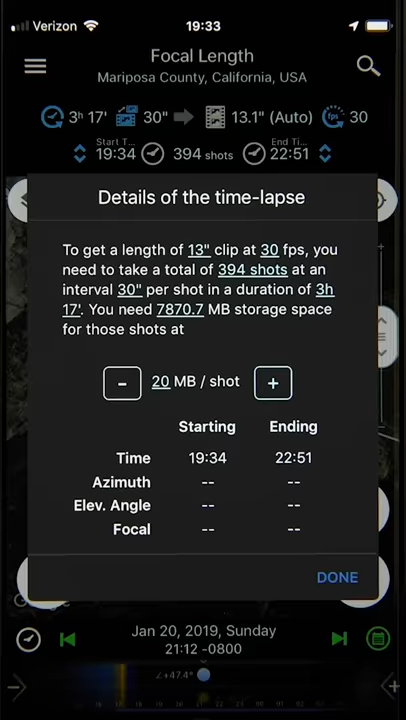 Verizon 19:33
Focal Length
Mariposa County, California, USA
3ʰ 17' 30" 13.1" (Auto) fps 30
Start T... End Ti...
19:34 394 shots 22:51
Details of the time-lapse
To get a length of 13" clip at 30 fps, you
need to take a total of 394 shots at an
interval 30" per shot in a duration of 3h
17'. You need 7870.7 MB storage space
for those shots at
- 20 MB / shot +
Starting Ending
Time 19:34 22:51
Azimuth -- --
Elev. Angle -- --
Focal -- --
DONE
Jan 20, 2019, Sunday
21:12 -0800
∠+47.4°